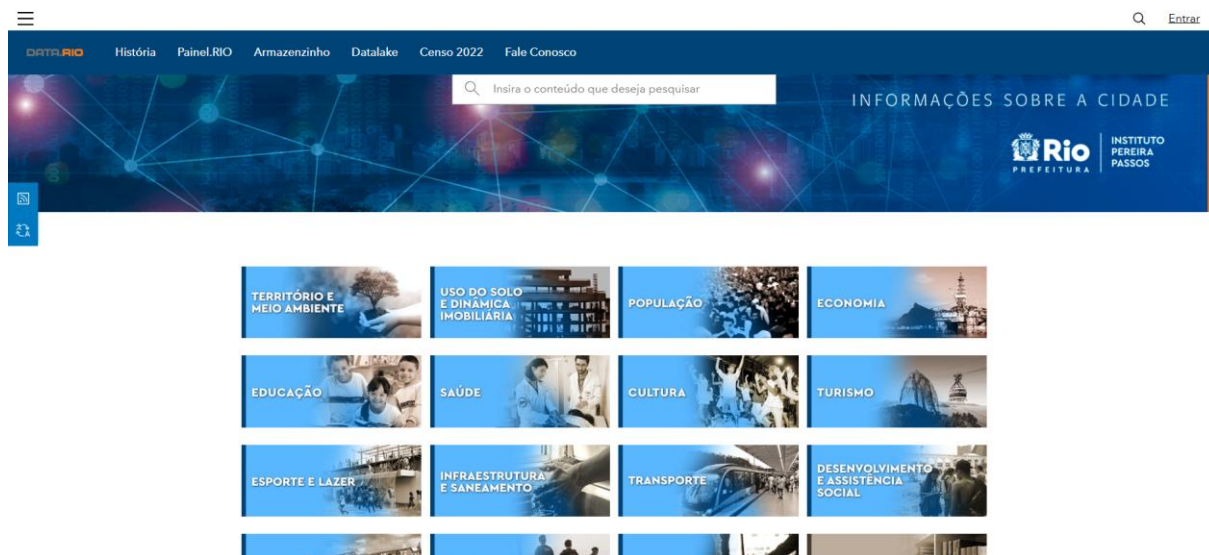 Entrar
DATA.RIO História Painel.RIO Armazenzinho Datalake Censo 2022 Fale Conosco
Insira o conteúdo que deseja pesquisar
INFORMAÇÕES SOBRE A CIDADE
Rio
PREFEITURA
INSTITUTO
PEREIRA
PASSOS
TERRITÓRIO E
MEIO AMBIENTE
USO DO SOLO
E DINÂMICA
IMOBILIÁRIA
POPULAÇÃO
ECONOMIA
EDUCAÇÃO
SAÚDE
CULTURA
TURISMO
ESPORTE E LAZER
INFRAESTRUTURA
E SANEAMENTO
TRANSPORTE
DESENVOLVIMENTO
E ASSISTÊNCIA
SOCIAL